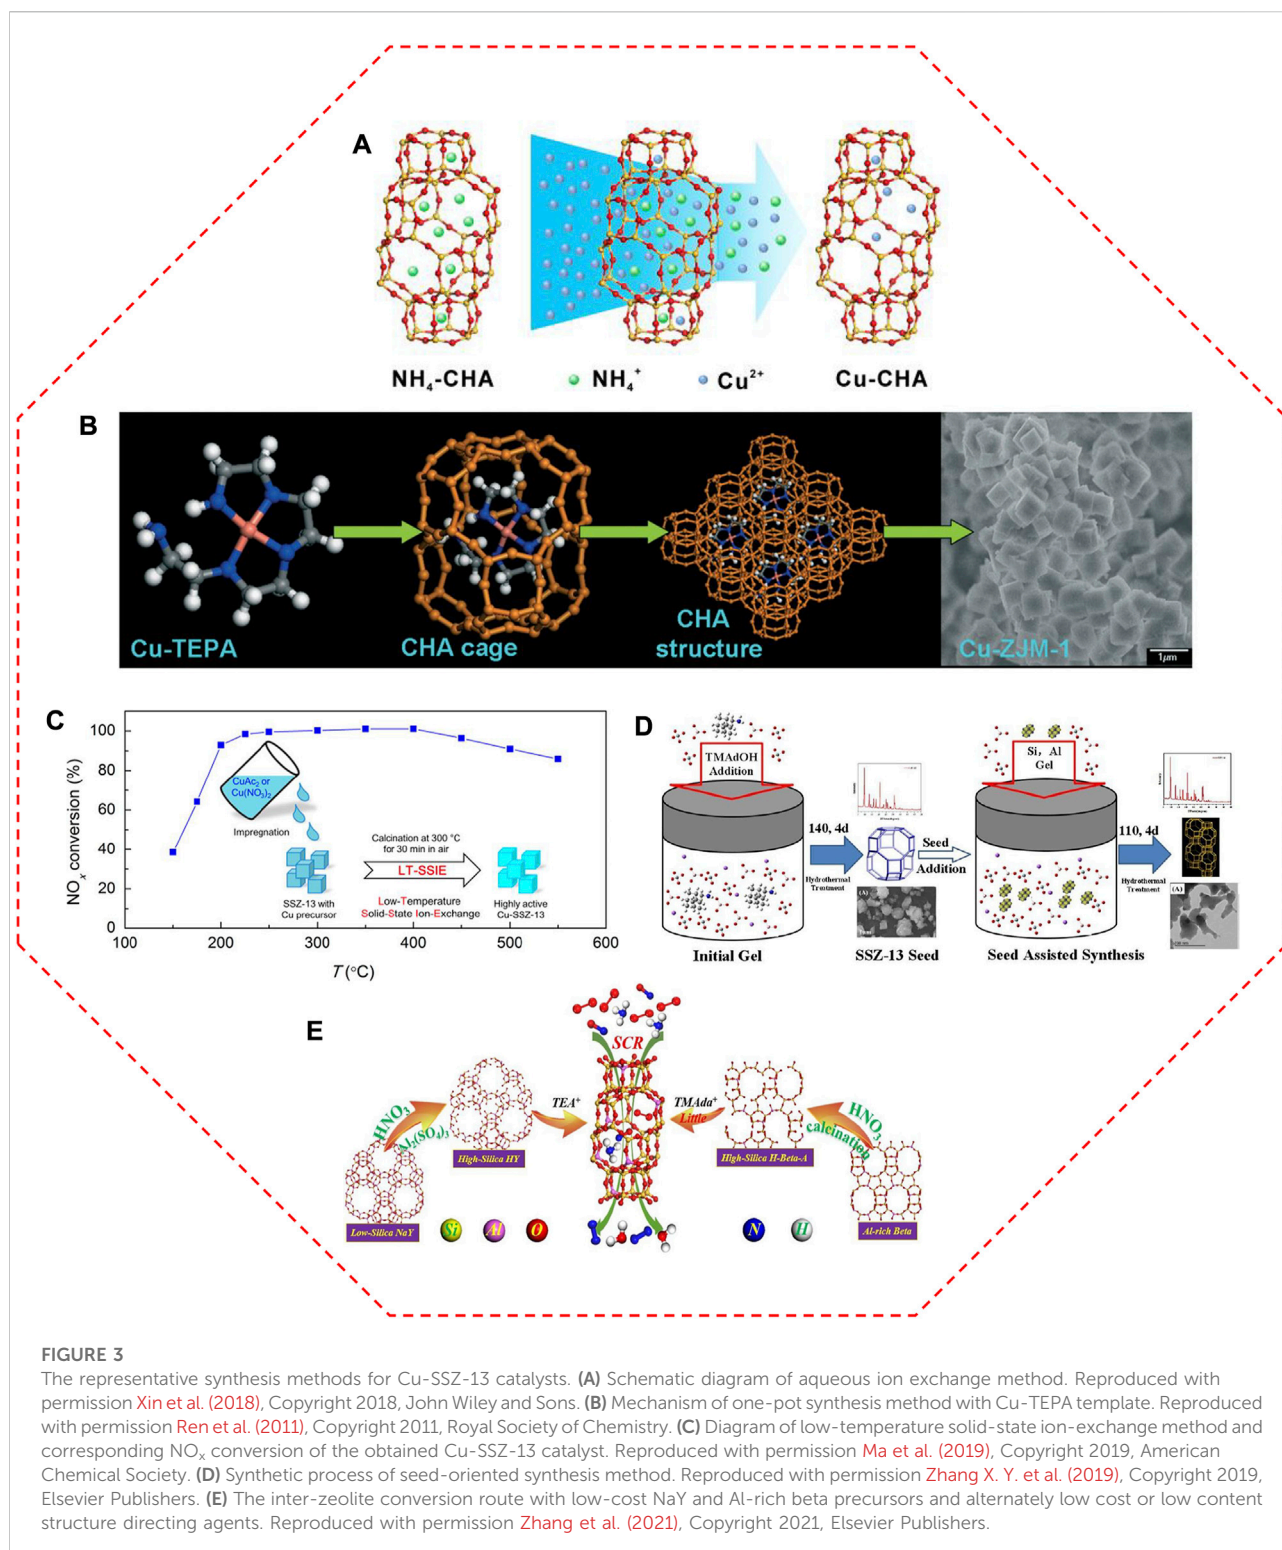 A
NH₄-CHA
NH₄⁺
Cu²⁺
Cu-CHA
B
Cu-TEPA
CHA cage
CHA
structure
Cu-ZJM-1
1μm
C
NOx conversion (%)
100
80
60
40
20
0
CuAc₂ or
Cu(NO₃)₂
Impregnation
SSZ-13 with
Cu precursor
Calcination at 300 °C
for 30 min in air
LT-SSIE
Low-Temperature
Solid-State Ion-Exchange
Highly active
Cu-SSZ-13
100
200
300
400
500
600
T (°C)
D
TMAdOH
Addition
Initial Gel
140, 4d
Hydrothermal
Treatment
(A)
SSZ-13 Seed
Seed
Addition
Si, Al
Gel
Seed Assisted Synthesis
110, 4d
Hydrothermal
Treatment
(A)
E
SCR
HNO₃
Al₂(SO₄)₃
Low-Silica NaY
High-Silica HY
TEA⁺
TMAda⁺
Little
High-Silica H-Beta-A
HNO₃
calcination
Al-rich Beta
Si
Al
O
N
H
FIGURE 3
The representative synthesis methods for Cu-SSZ-13 catalysts. (A) Schematic diagram of aqueous ion exchange method. Reproduced with
permission Xin et al. (2018), Copyright 2018, John Wiley and Sons. (B) Mechanism of one-pot synthesis method with Cu-TEPA template. Reproduced
with permission Ren et al. (2011), Copyright 2011, Royal Society of Chemistry. (C) Diagram of low-temperature solid-state ion-exchange method and
corresponding NOₓ conversion of the obtained Cu-SSZ-13 catalyst. Reproduced with permission Ma et al. (2019), Copyright 2019, American
Chemical Society. (D) Synthetic process of seed-oriented synthesis method. Reproduced with permission Zhang X. Y. et al. (2019), Copyright 2019,
Elsevier Publishers. (E) The inter-zeolite conversion route with low-cost NaY and Al-rich beta precursors and alternately low cost or low content
structure directing agents. Reproduced with permission Zhang et al. (2021), Copyright 2021, Elsevier Publishers.